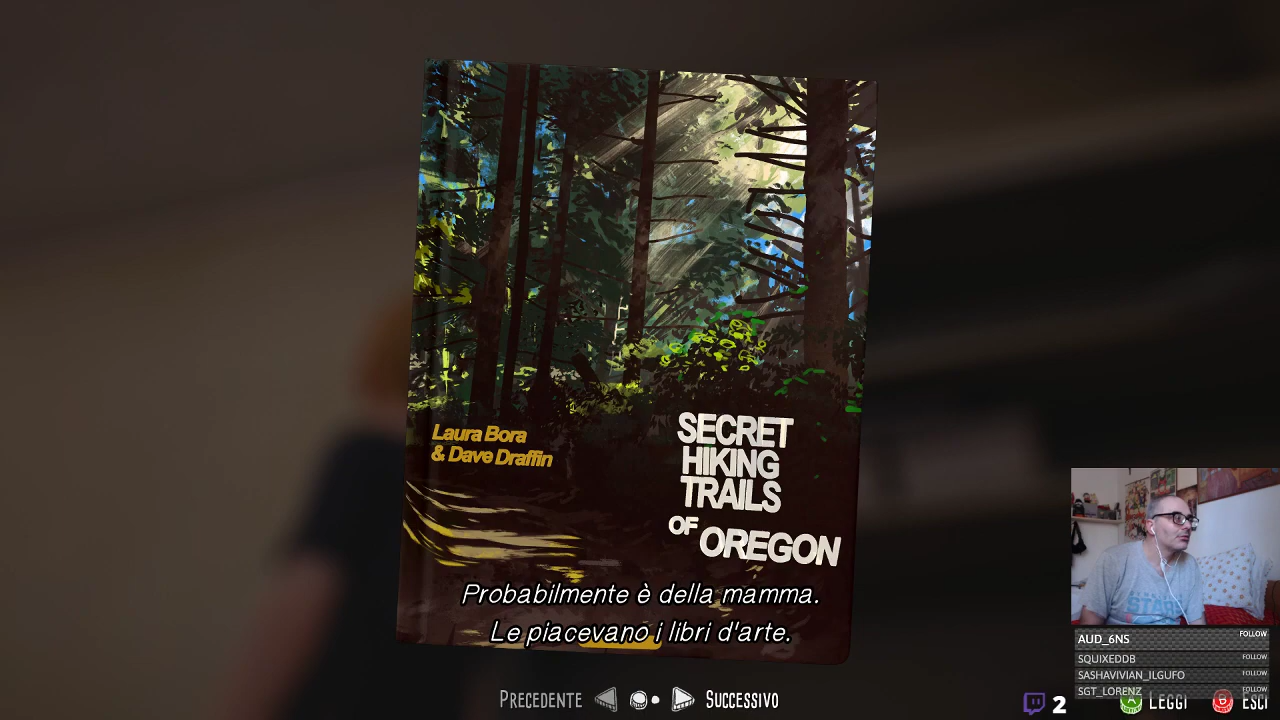 Laura Bora
& Dave Draffin
SECRET
HIKING
TRAILS
OF OREGON
Probabilmente è della mamma.
Le piacevano i libri d'arte.
PRECEDENTE
SUCCESSIVO
2
A LEGGI
B ESCI
AUD_6NS FOLLOW
SQUIXEDDB FOLLOW
SASHAVIVIAN_ILGUFO FOLLOW
SGT_LORENZ FOLLOW